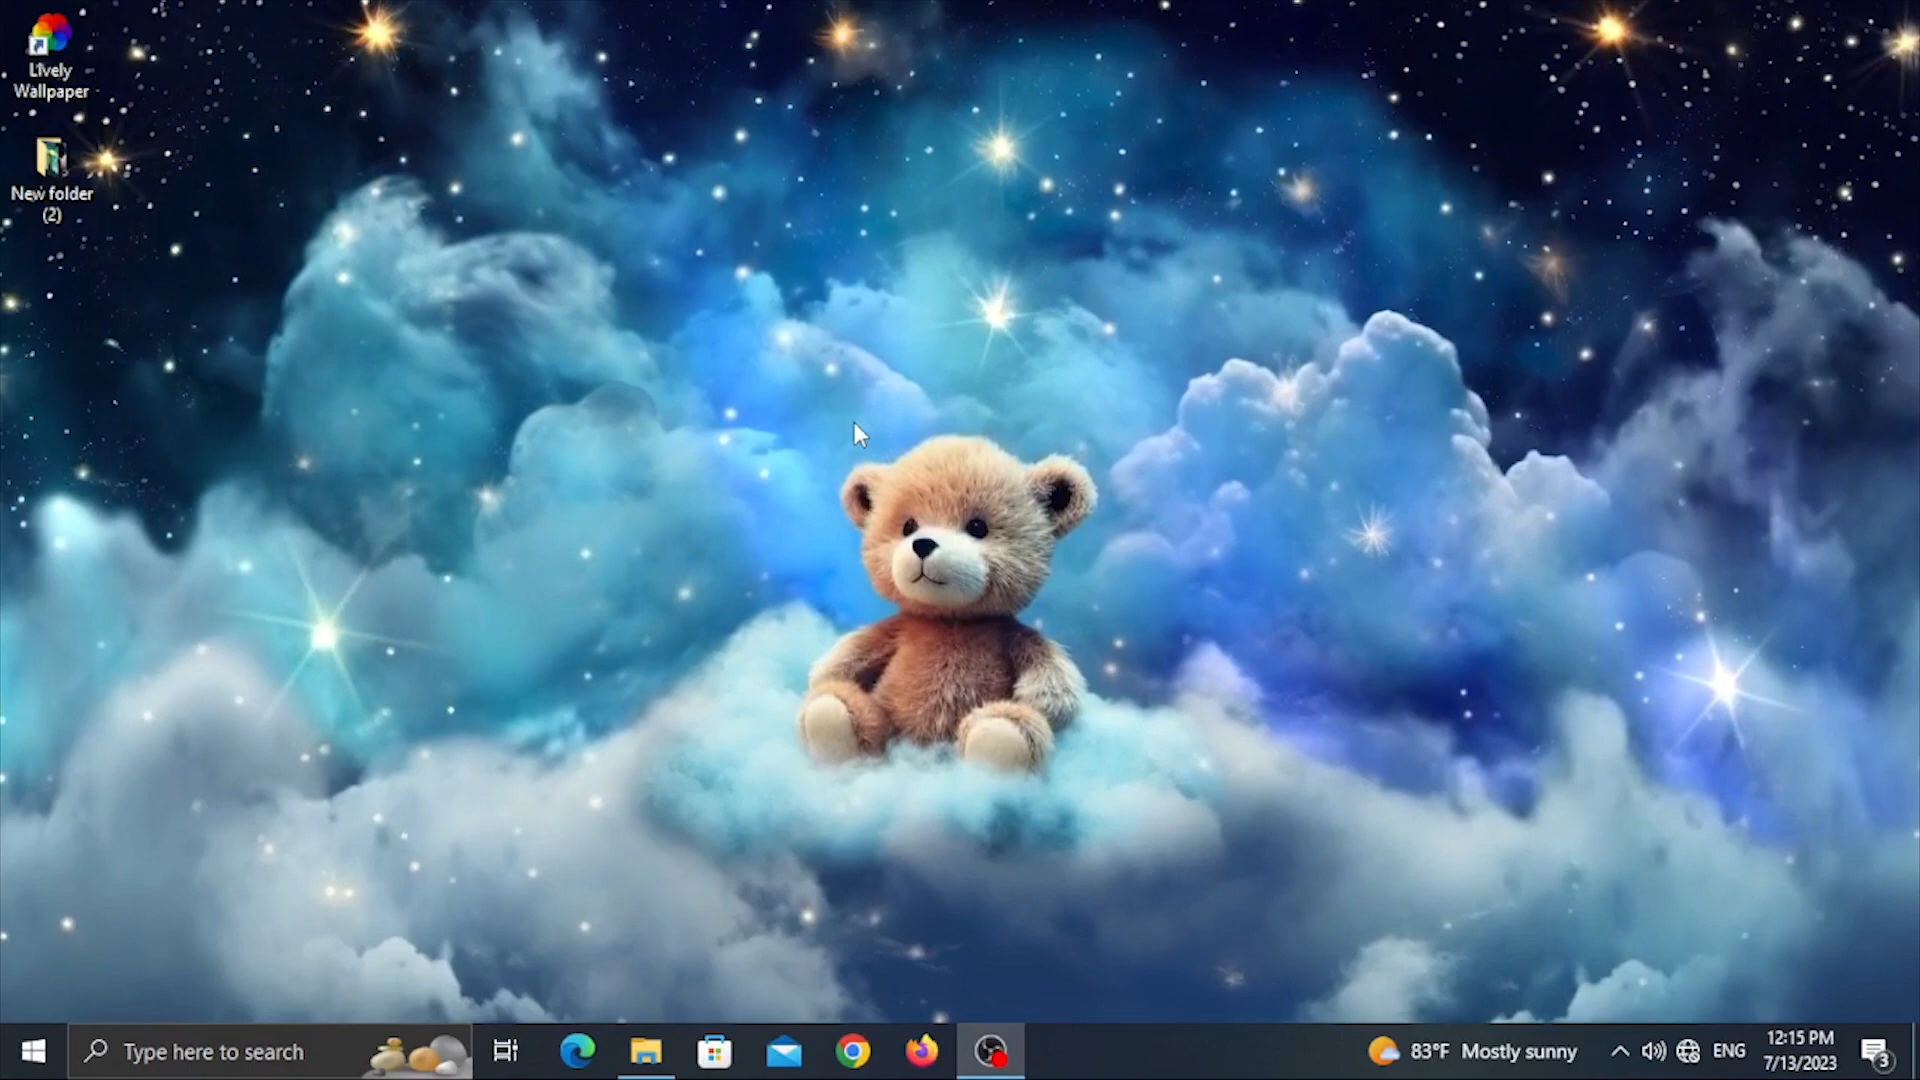 Lively
Wallpaper
New folder
(2)
Type here to search
83°F Mostly sunny
ENG
12:15 PM
7/13/2023
3